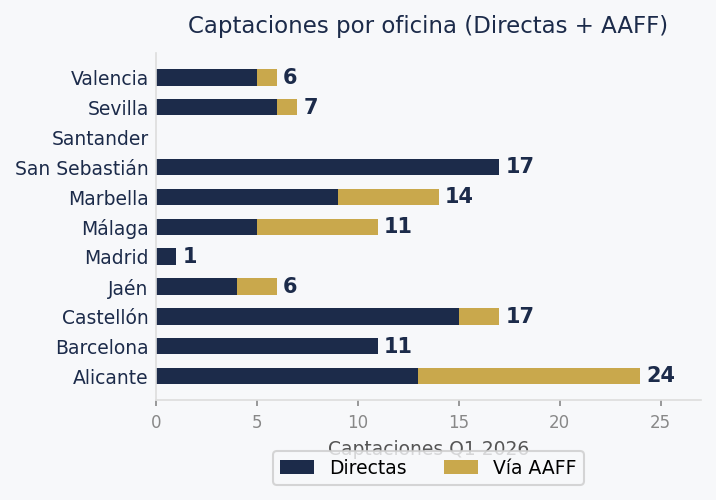 Captaciones por oficina (Directas + AAFF)
Valencia 6
Sevilla 7
Santander
San Sebastián 17
Marbella 14
Málaga 11
Madrid 1
Jaén 6
Castellón 17
Barcelona 11
Alicante 24
0 5 10 15 20 25
Captaciones Q1 2026
Directas Vía AAFF